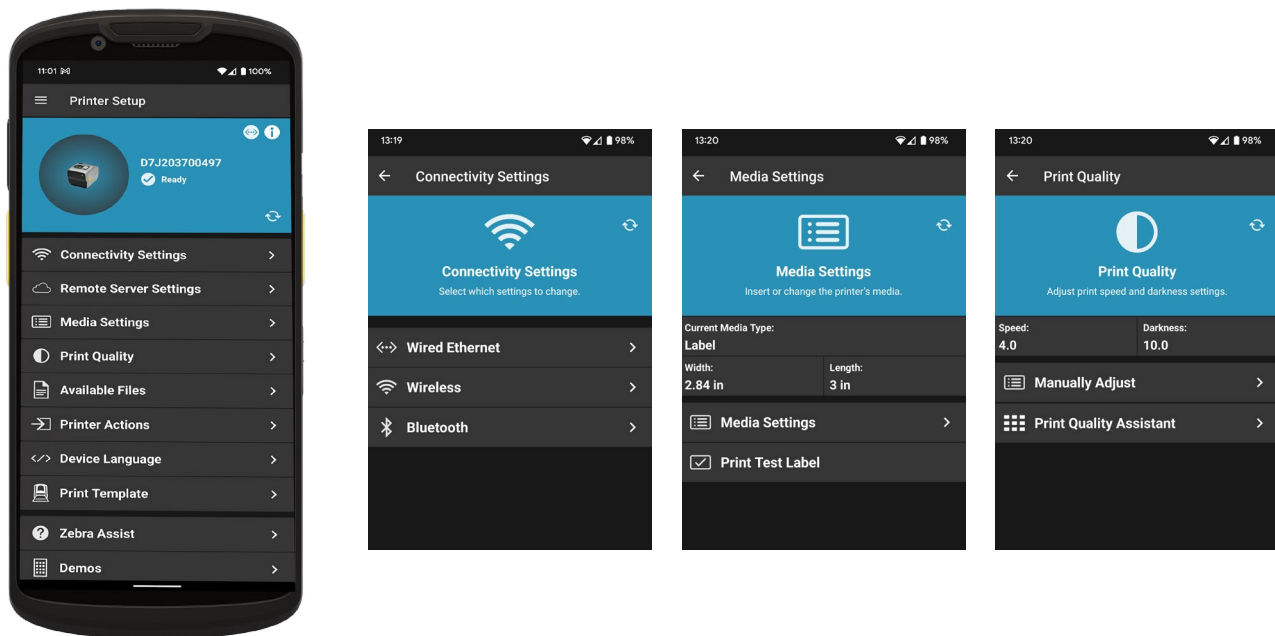 11:01 100%
Printer Setup
D7J203700497
Ready
Connectivity Settings
Remote Server Settings
Media Settings
Print Quality
Available Files
Printer Actions
Device Language
Print Template
Zebra Assist
Demos
13:19 98%
Connectivity Settings
Connectivity Settings
Select which settings to change.
Wired Ethernet
Wireless
Bluetooth
13:20 98%
Media Settings
Media Settings
Insert or change the printer's media.
Current Media Type:
Label
Width: Length:
2.84 in 3 in
Media Settings
Print Test Label
13:20 98%
Print Quality
Print Quality
Adjust print speed and darkness settings.
Speed: Darkness:
4.0 10.0
Manually Adjust
Print Quality Assistant